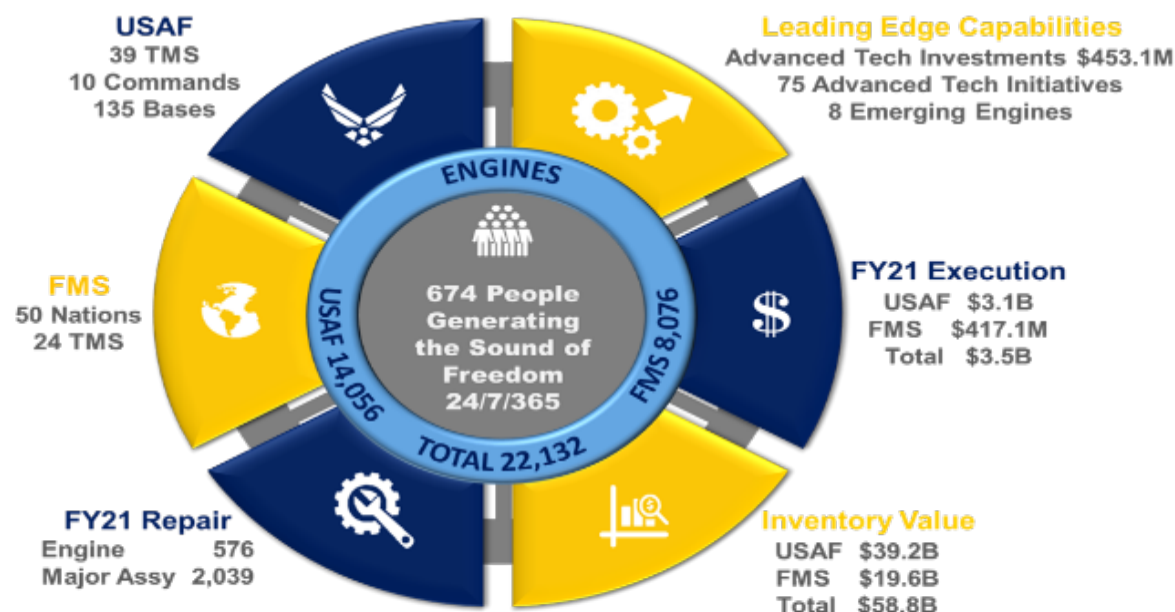 USAF
39 TMS
10 Commands
135 Bases
Leading Edge Capabilities
Advanced Tech Investments $453.1M
75 Advanced Tech Initiatives
8 Emerging Engines
FMS
50 Nations
24 TMS
ENGINES
USAF 14,056
FMS 8,076
TOTAL 22,132
674 People
Generating
the Sound of
Freedom
24/7/365
FY21 Execution
USAF $3.1B
FMS $417.1M
Total $3.5B
FY21 Repair
Engine 576
Major Assy 2,039
Inventory Value
USAF $39.2B
FMS $19.6B
Total $58.8B